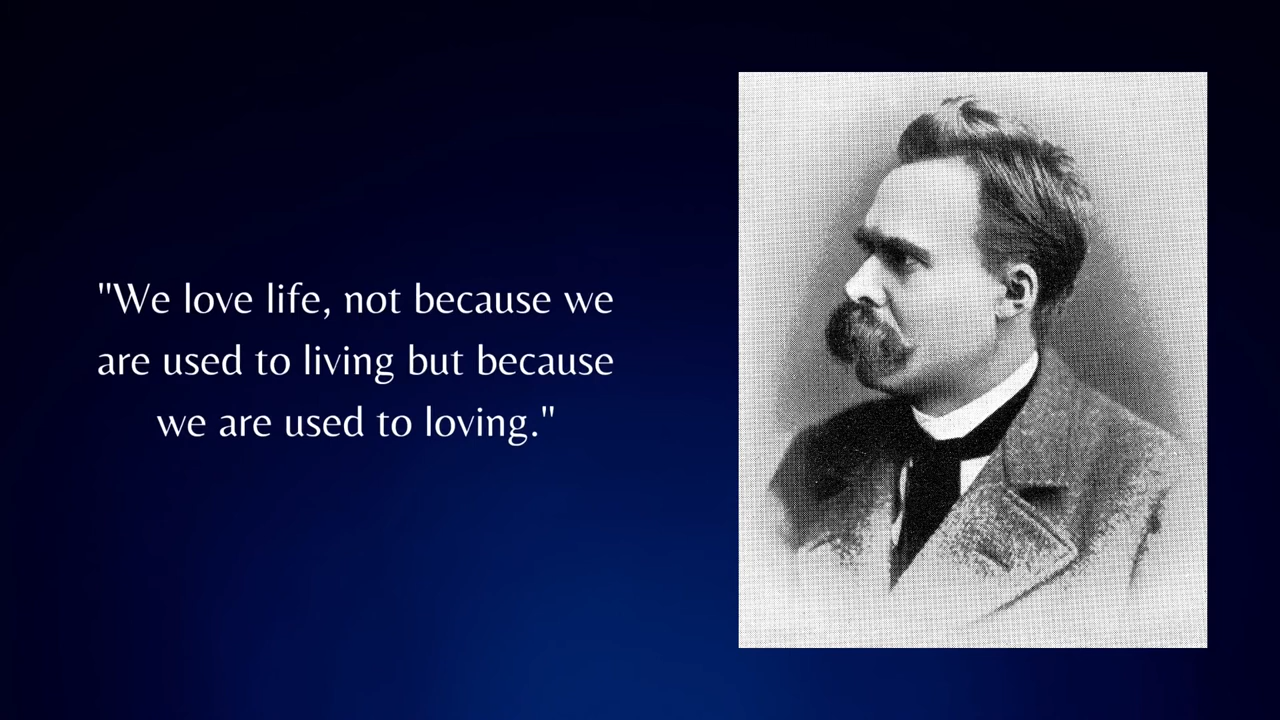 "We love life, not because we
are used to living but because
we are used to loving."